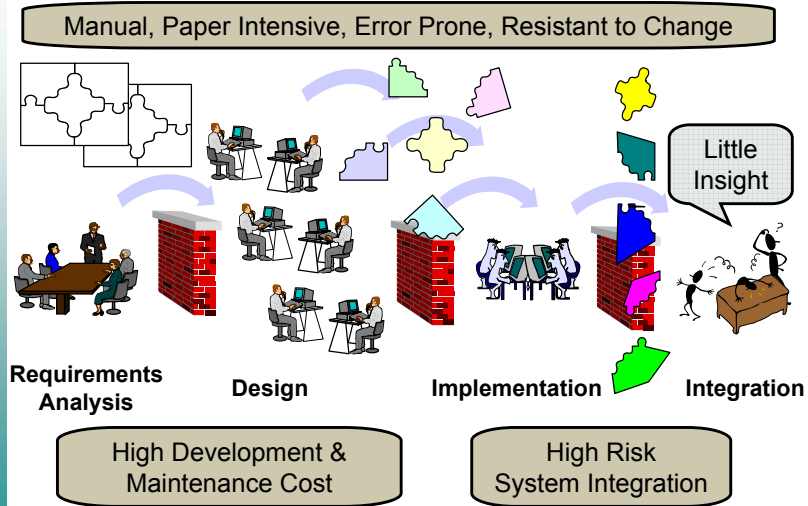 Manual, Paper Intensive, Error Prone, Resistant to Change
Little
Insight
Requirements
Analysis
Design
Implementation
Integration
High Development &
Maintenance Cost
High Risk
System Integration